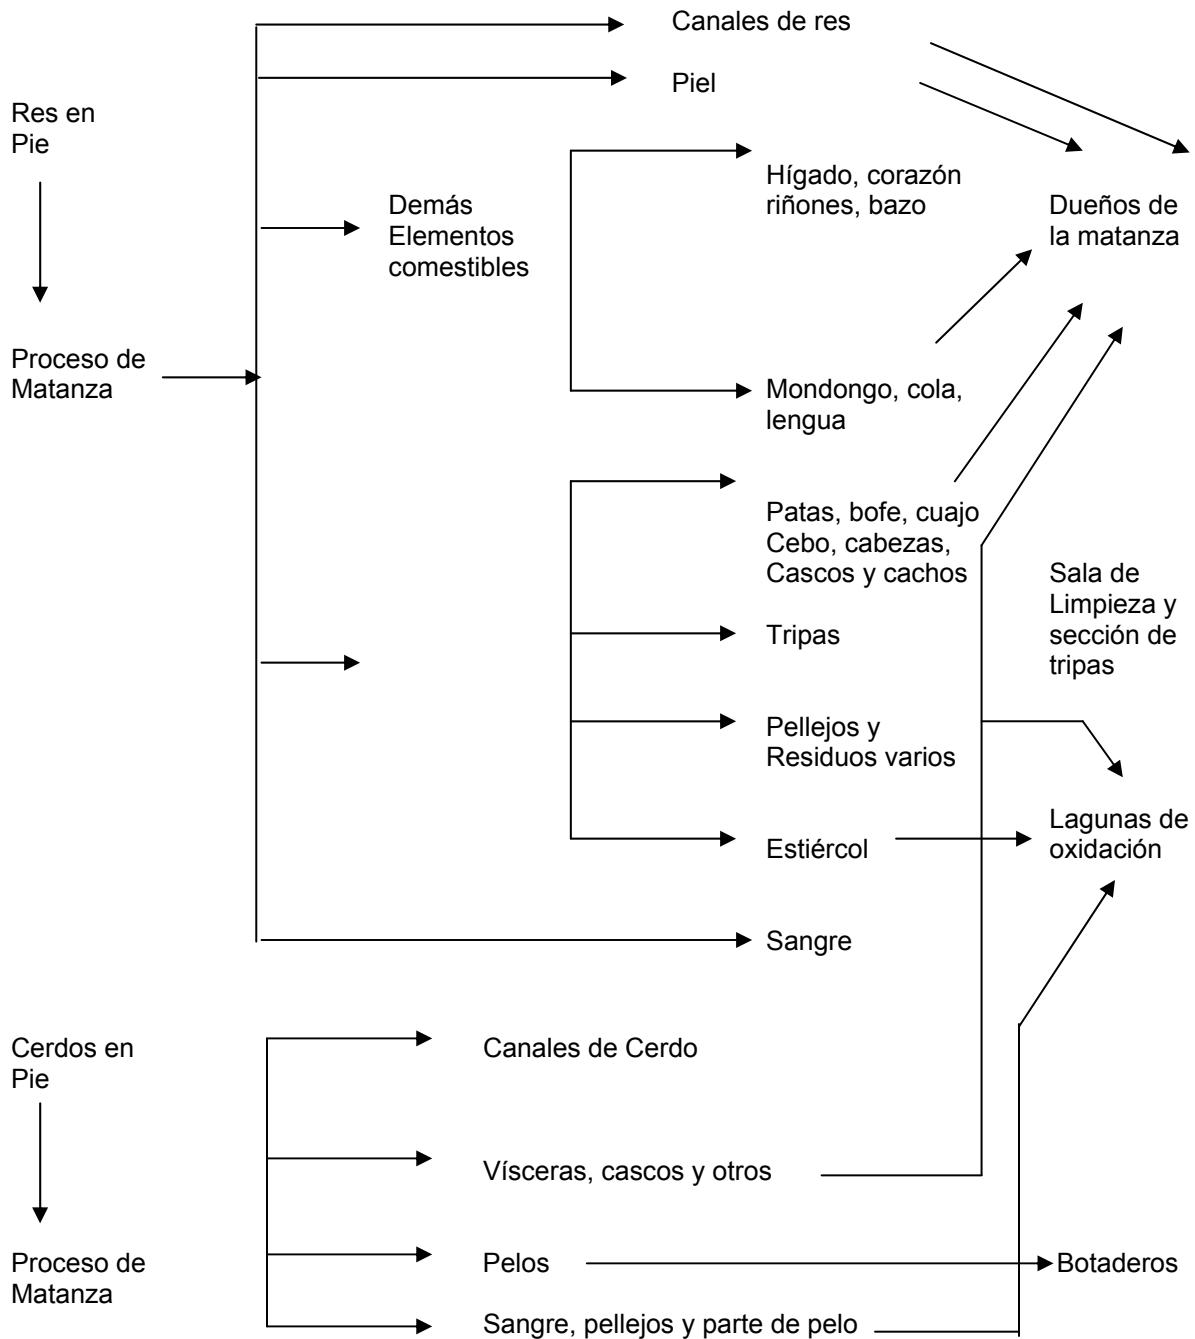 Canales de res
Piel
Res en
Pie
Hígado, corazón
riñones, bazo
Demás
Elementos
comestibles
Dueños de
la matanza
Proceso de
Matanza
Mondongo, cola,
lengua
Patas, bofe, cuajo
Cebo, cabezas,
Cascos y cachos
Sala de
Limpieza y
sección de
tripas
Tripas
Pellejos y
Residuos varios
Estiércol
Lagunas de
oxidación
Sangre
Cerdos en
Pie
Canales de Cerdo
Vísceras, cascos y otros
Proceso de
Matanza
Pelos
Botaderos
Sangre, pellejos y parte de pelo